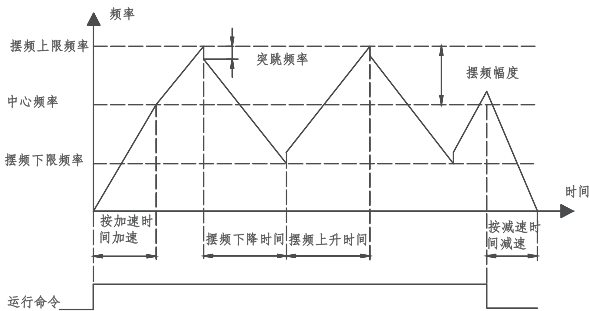 频率
摆频上限频率
突跳频率
摆频幅度
中心频率
摆频下限频率
时间
按加速时
间加速
摆频下降时间
摆频上升时间
按减速时
间减速
运行命令